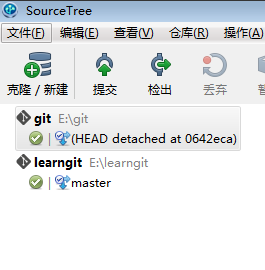 SourceTree
文件(F) 编辑(E) 查看(V) 仓库(R) 操作(A)
克隆 / 新建 提交 检出 丢弃
git E:\git
(HEAD detached at 0642eca)
learngit E:\learngit
master